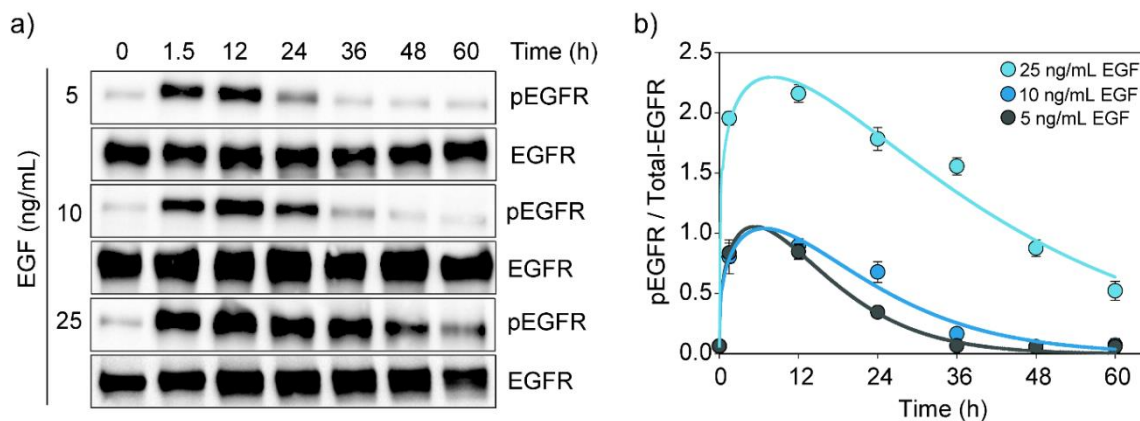 a)
0 1.5 12 24 36 48 60 Time (h)
EGF (ng/mL)
5 pEGFR
EGFR
10 pEGFR
EGFR
25 pEGFR
EGFR
b)
pEGFR / Total-EGFR
2.5
2.0
1.5
1.0
0.5
0.0
25 ng/mL EGF
10 ng/mL EGF
5 ng/mL EGF
0 12 24 36 48 60
Time (h)